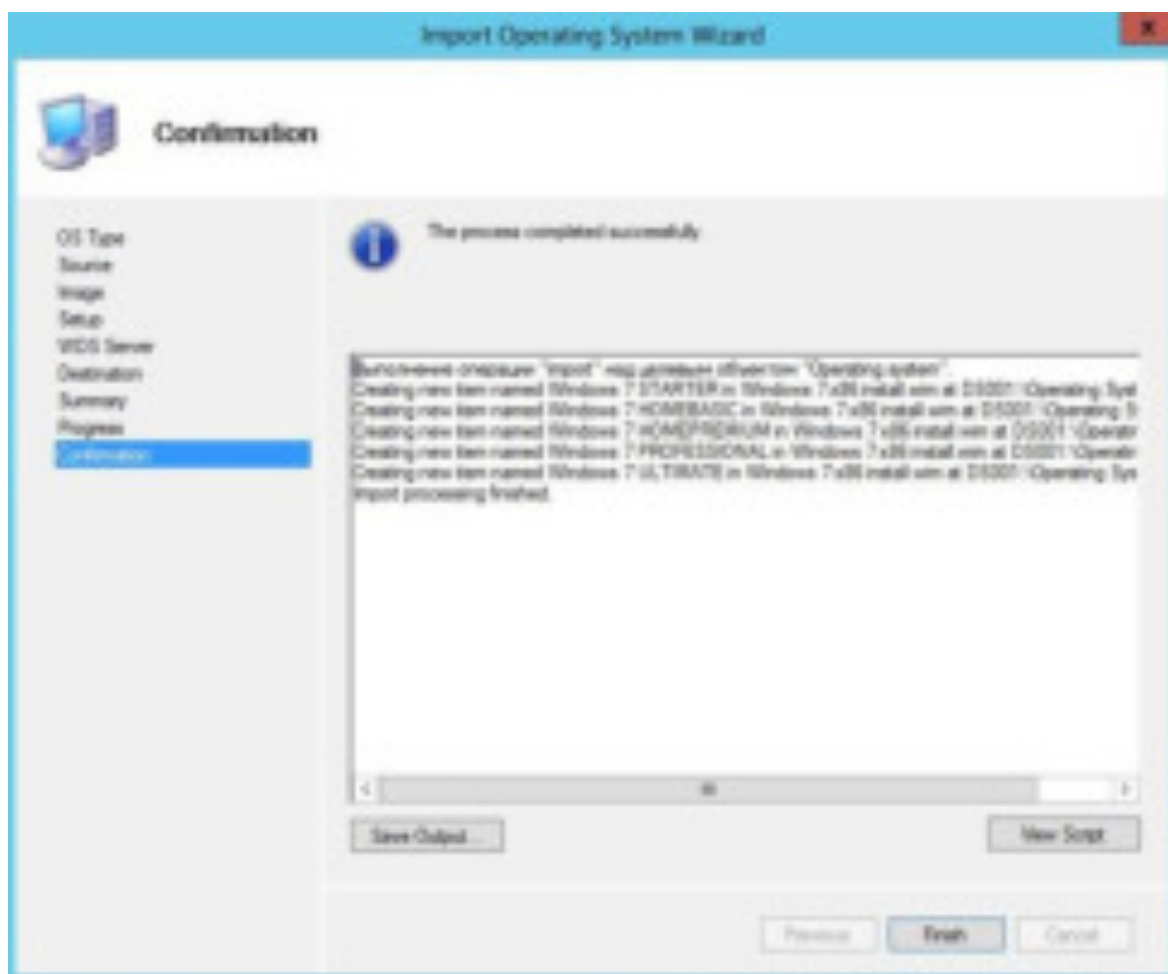 Import Operating System Wizard
Confirmation
OS Type
Source
Image
Setup
WDS Server
Destination
Summary
Progress
Confirmation
The process completed successfully.
Выполнение операции "import" над целевым объектом "Operating system".
Creating new item named Windows 7 STARTER in Windows 7 x86 install.wim at DS001:\Operating Syst
Creating new item named Windows 7 HOMEBASIC in Windows 7 x86 install.wim at DS001:\Operating S
Creating new item named Windows 7 HOMEPREMIUM in Windows 7 x86 install.wim at DS001:\Operatin
Creating new item named Windows 7 PROFESSIONAL in Windows 7 x86 install.wim at DS001:\Operatin
Creating new item named Windows 7 ULTIMATE in Windows 7 x86 install.wim at DS001:\Operating Sys
Import processing finished.
Save Output...
View Script
Previous
Finish
Cancel